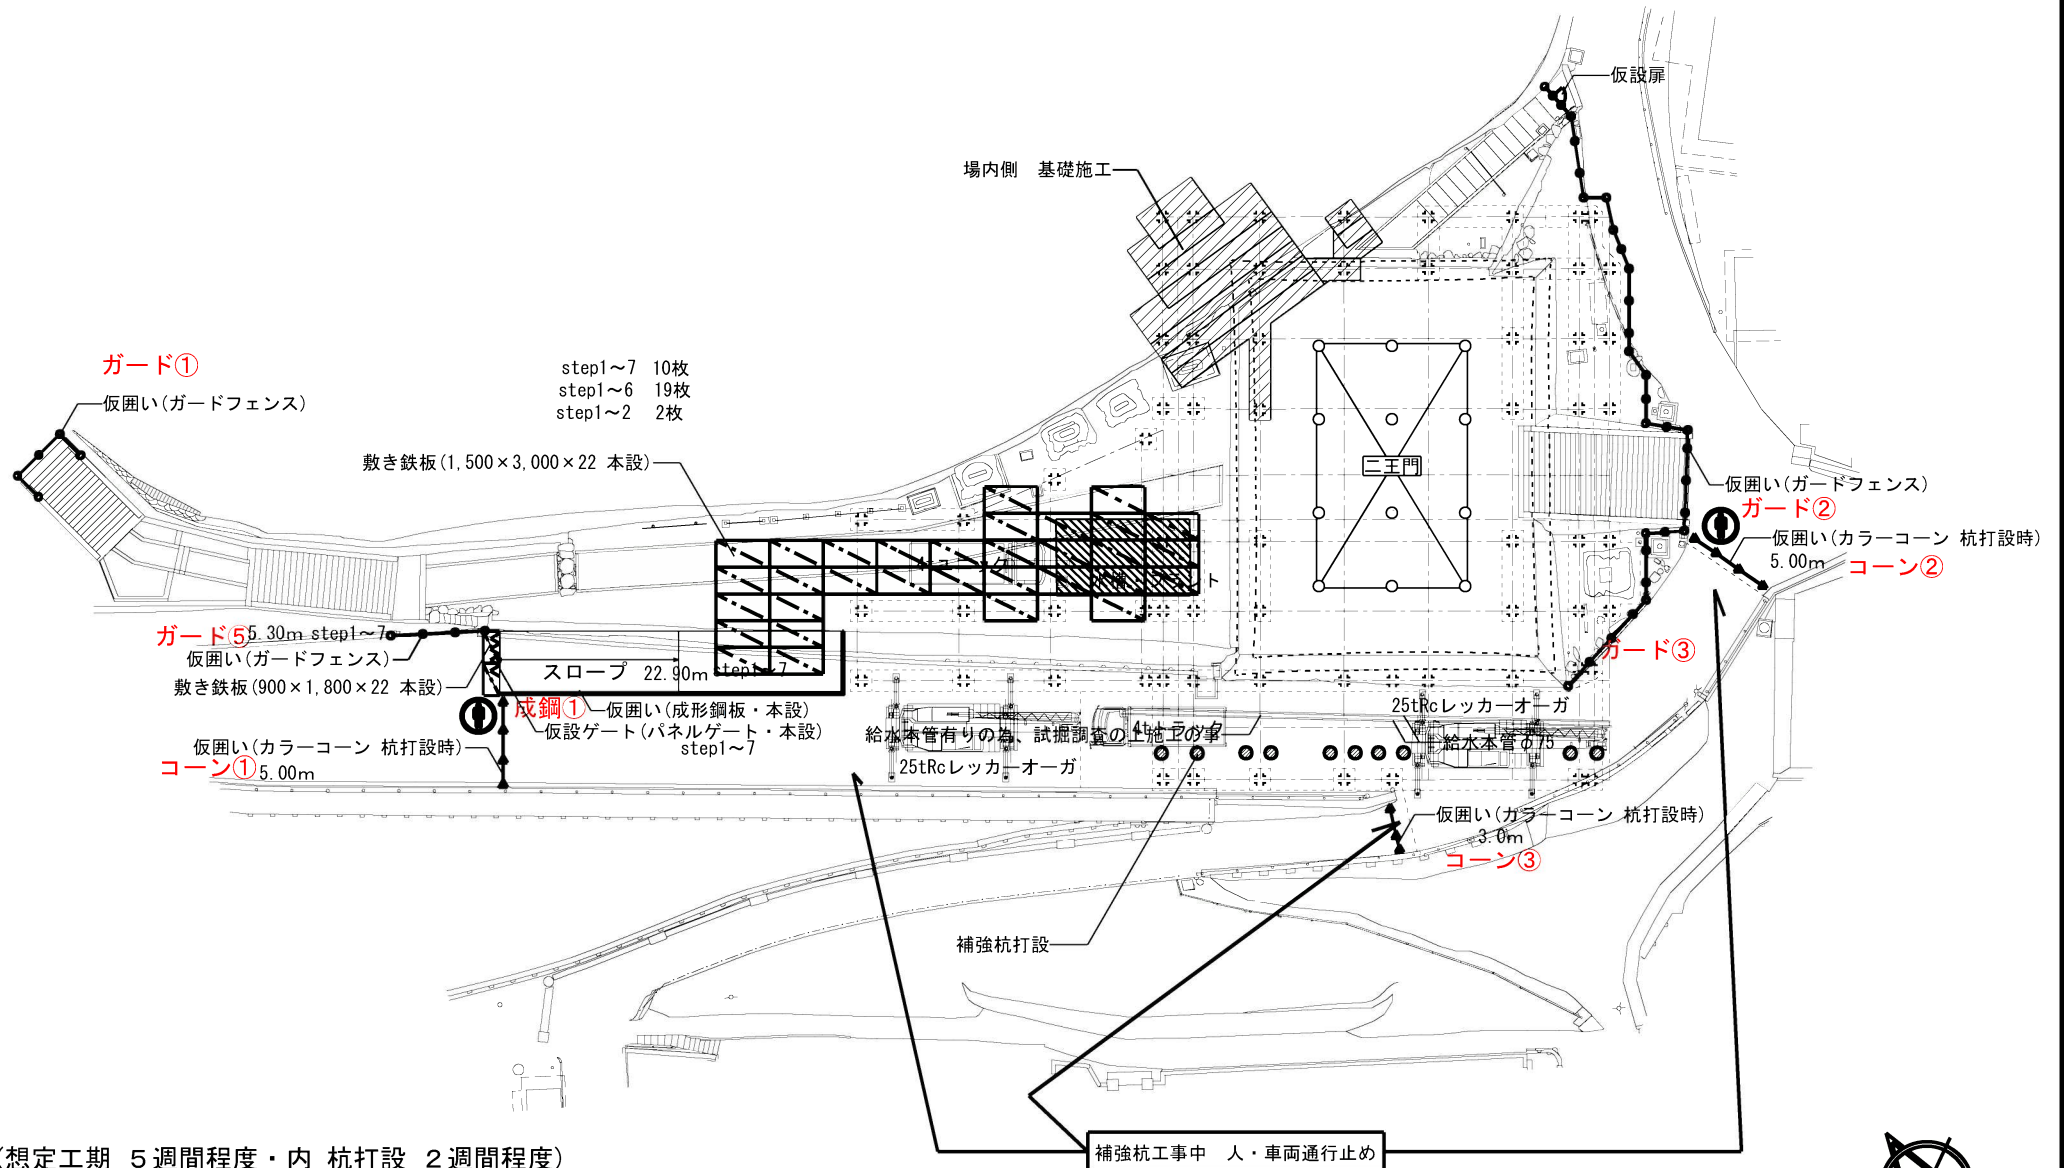 仮設扉
場内側　基礎施工
ガード①
仮囲い(ガードフェンス)
step1～7　10枚
step1～6　19枚
step1～2　2枚
敷き鉄板(1,500×3,000×22 本設)
二王門
仮囲い(ガードフェンス)
ガード②
仮囲い(カラーコーン 杭打設時)
5.00m
コーン②
ガード⑤
5.30m step1～7
仮囲い(ガードフェンス)
敷き鉄板(900×1,800×22 本設)
スロープ
22.90m
step1～7
ガード③
成鋼①
仮囲い(成形鋼板・本設)
仮設ゲート(パネルゲート・本設)
step1～7
仮囲い(カラーコーン 杭打設時)
コーン①
5.00m
25tRcレッカーオーガ
4tトラック
給水本管有りの為、試掘調査の上施工の事
給水本管φ75
25tRcレッカーオーガ
仮囲い(カラーコーン 杭打設時)
3.0m
コーン③
補強杭打設
補強杭工事中　人・車両通行止め
(想定工期 5週間程度・内 杭打設 2週間程度)